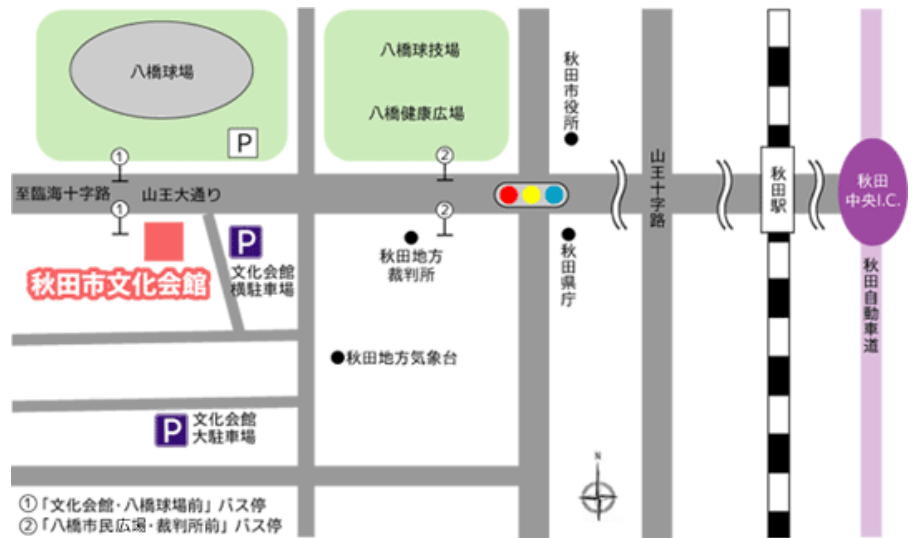 八橋球場
P
八橋球技場
八橋健康広場
秋田市役所
①
②
至臨海十字路
山王大通り
山王十字路
秋田駅
秋田
中央I.C.
①
②
P
文化会館
横駐車場
秋田市文化会館
秋田地方
裁判所
秋田県庁
秋田自動車道
秋田地方気象台
P
文化会館
大駐車場
N
①「文化会館・八橋球場前」バス停
②「八橋市民広場・裁判所前」バス停